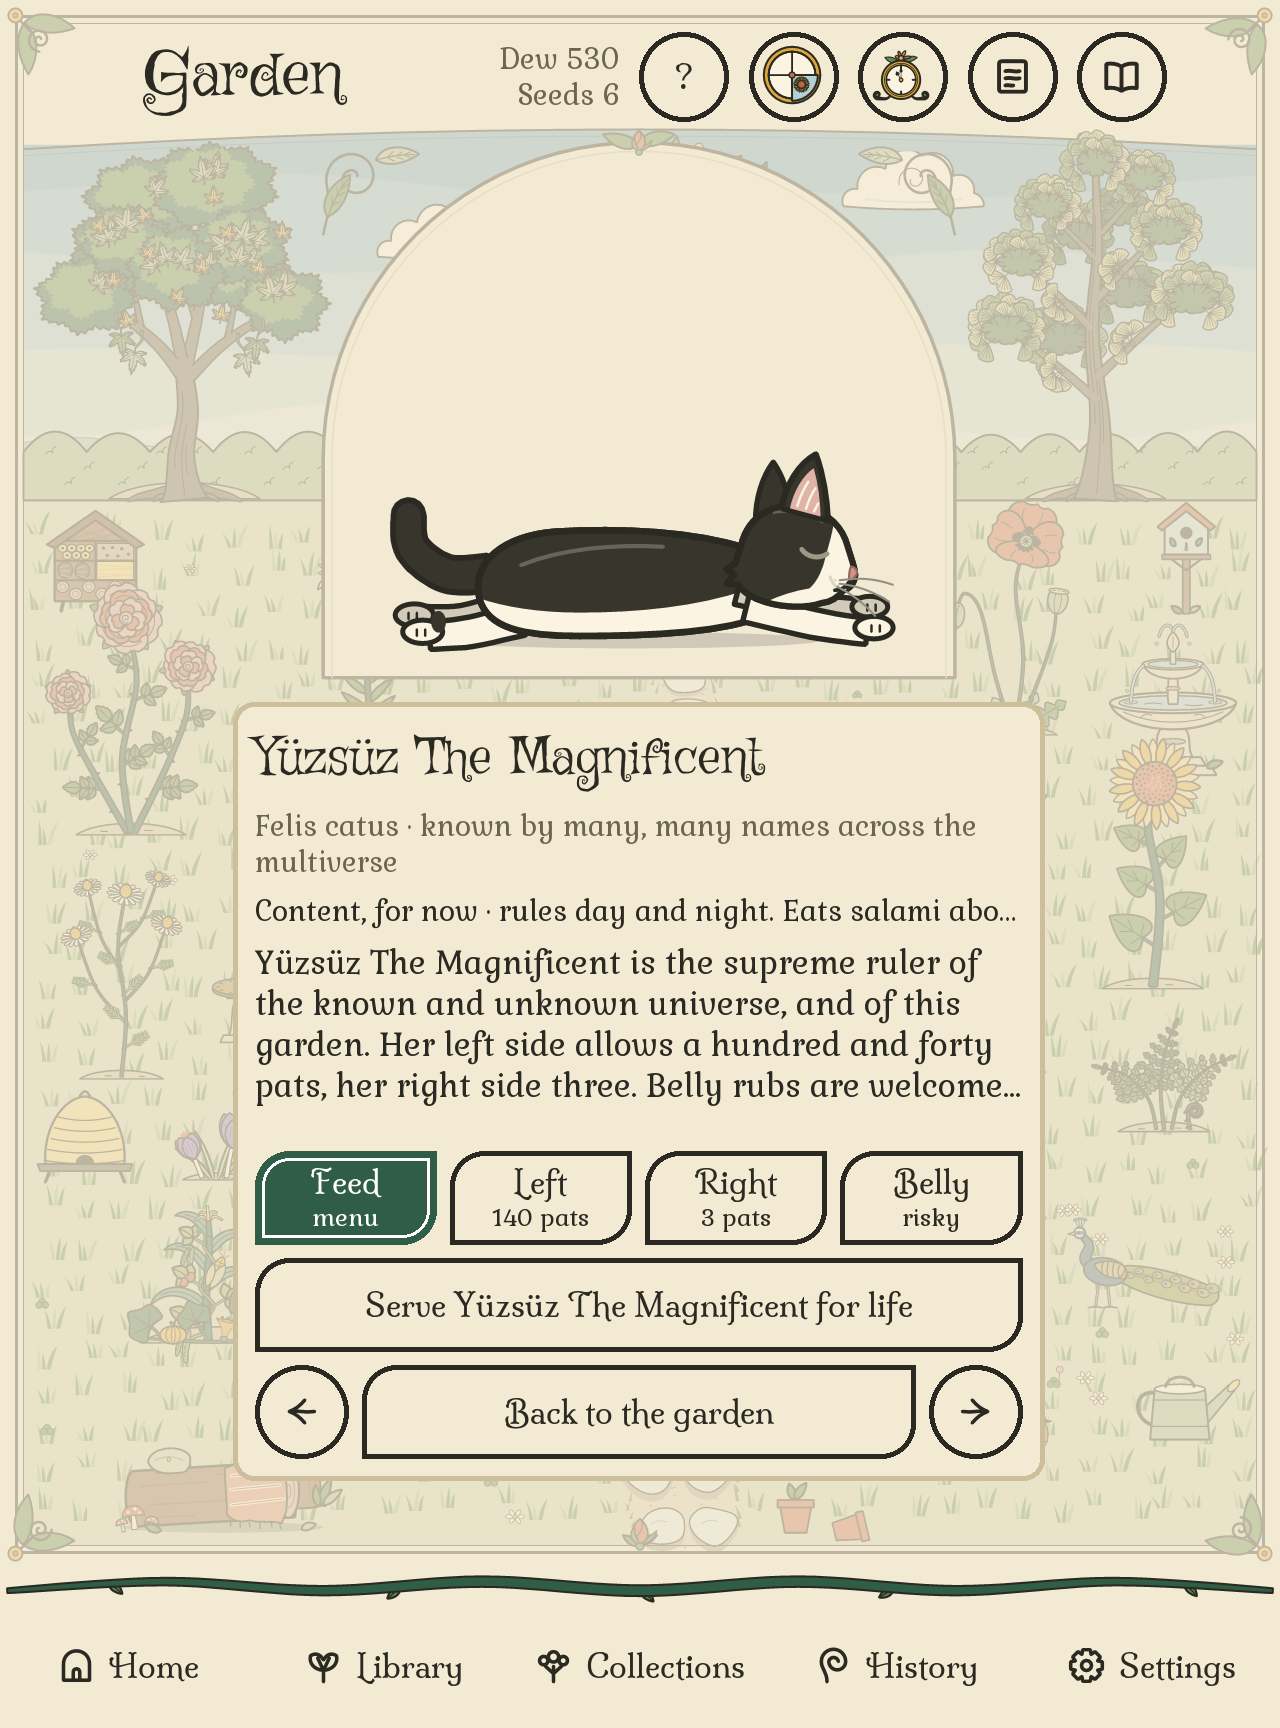 Garden
Dew 530
Seeds 6
?
Yüzsüz The Magnificent
Felis catus · known by many, many names across the
multiverse
Content, for now · rules day and night. Eats salami abo...
Yüzsüz The Magnificent is the supreme ruler of
the known and unknown universe, and of this
garden. Her left side allows a hundred and forty
pats, her right side three. Belly rubs are welcome...
Feed
menu
Left
140 pats
Right
3 pats
Belly
risky
Serve Yüzsüz The Magnificent for life
Back to the garden
Home
Library
Collections
History
Settings